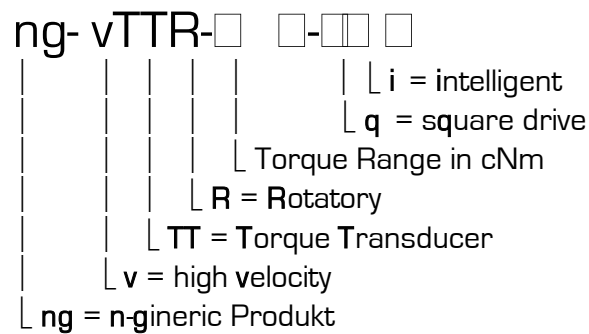 ng- vTTR-□ □-□□ □
i = intelligent
q = square drive
Torque Range in cNm
R = Rotatory
TT = Torque Transducer
v = high velocity
ng = n-gineric Produkt